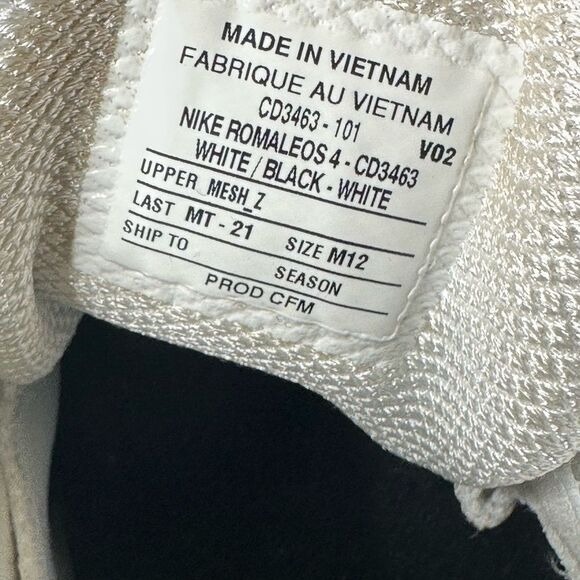 MADE IN VIETNAM
FABRIQUE AU VIETNAM
CD3463 - 101 V02
NIKE ROMALEOS 4 - CD3463
WHITE / BLACK - WHITE
UPPER MESH_Z
LAST MT - 21 SIZE M12
SHIP TO SEASON
PROD CFM